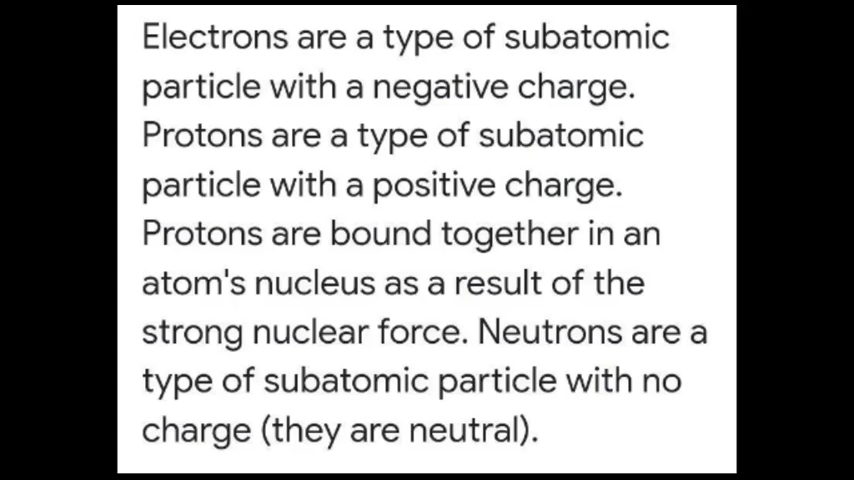 Electrons are a type of subatomic
particle with a negative charge.
Protons are a type of subatomic
particle with a positive charge.
Protons are bound together in an
atom's nucleus as a result of the
strong nuclear force. Neutrons are a
type of subatomic particle with no
charge (they are neutral).